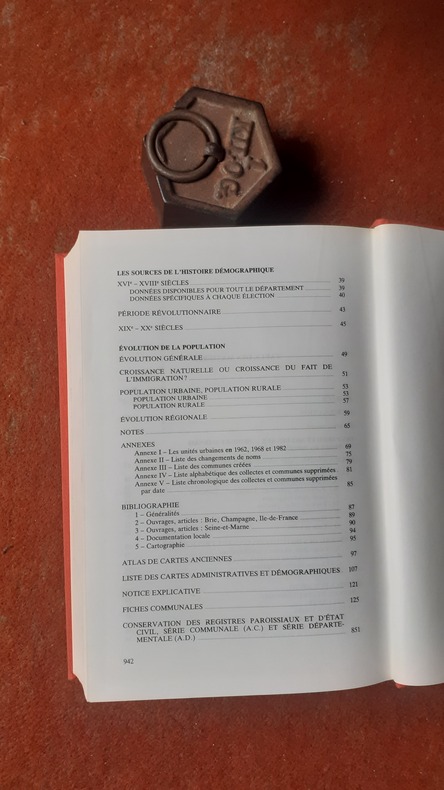 1
KILOG.
LES SOURCES DE L'HISTOIRE DÉMOGRAPHIQUE
XVIᵉ – XVIIIᵉ SIÈCLES 39
DONNÉES DISPONIBLES POUR TOUT LE DÉPARTEMENT 39
DONNÉES SPÉCIFIQUES À CHAQUE ÉLECTION 40
PÉRIODE RÉVOLUTIONNAIRE 43
XIXᵉ – XXᵉ SIÈCLES 45
ÉVOLUTION DE LA POPULATION
ÉVOLUTION GÉNÉRALE 49
CROISSANCE NATURELLE OU CROISSANCE DU FAIT DE
L'IMMIGRATION? 51
POPULATION URBAINE, POPULATION RURALE 53
POPULATION URBAINE 53
POPULATION RURALE 57
ÉVOLUTION RÉGIONALE 59
NOTES 65
ANNEXES
Annexe I – Les unités urbaines en 1962, 1968 et 1982 69
Annexe II – Liste des changements de noms 75
Annexe III – Liste des communes créées 79
Annexe IV – Liste alphabétique des collectes et communes supprimées 81
Annexe V – Liste chronologique des collectes et communes supprimées
par date 85
BIBLIOGRAPHIE 87
1 – Généralités 87
2 – Ouvrages, articles : Brie, Champagne, Ile-de-France 89
3 – Ouvrages, articles : Seine-et-Marne 90
4 – Documentation locale 94
5 – Cartographie 95
ATLAS DE CARTES ANCIENNES 97
LISTE DES CARTES ADMINISTRATIVES ET DÉMOGRAPHIQUES 107
NOTICE EXPLICATIVE 121
FICHES COMMUNALES 125
CONSERVATION DES REGISTRES PAROISSIAUX ET D'ÉTAT
CIVIL, SÉRIE COMMUNALE (A.C.) ET SÉRIE DÉPARTE-
MENTALE (A.D.) 851
942